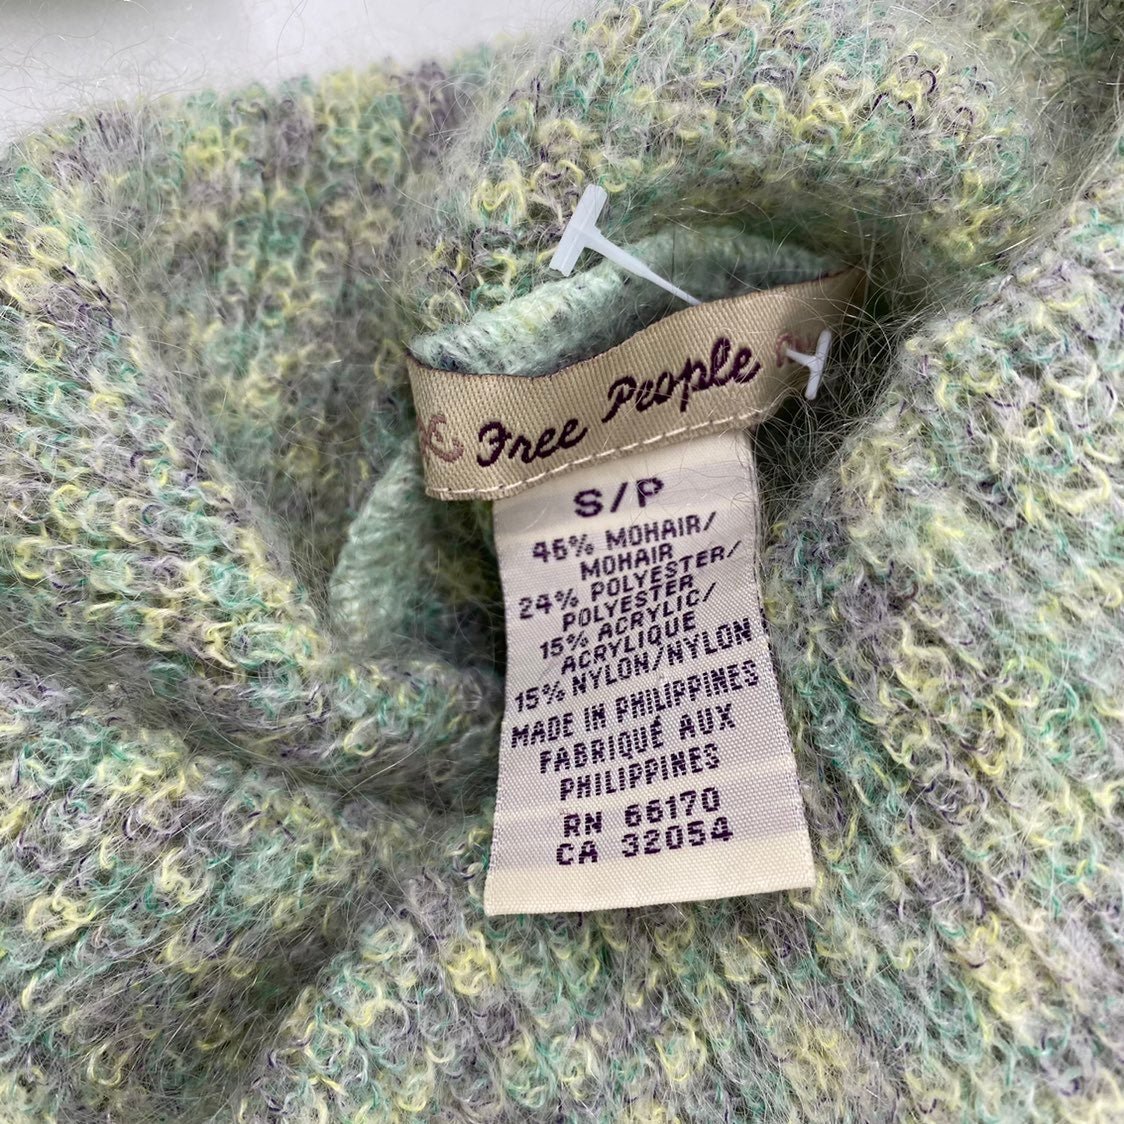 Free People
S/P
46% MOHAIR/
MOHAIR
24% POLYESTER/
POLYESTER
15% ACRYLIC/
ACRYLIQUE
15% NYLON/NYLON
MADE IN PHILIPPINES
FABRIQUÉ AUX
PHILIPPINES
RN 66170
CA 32054